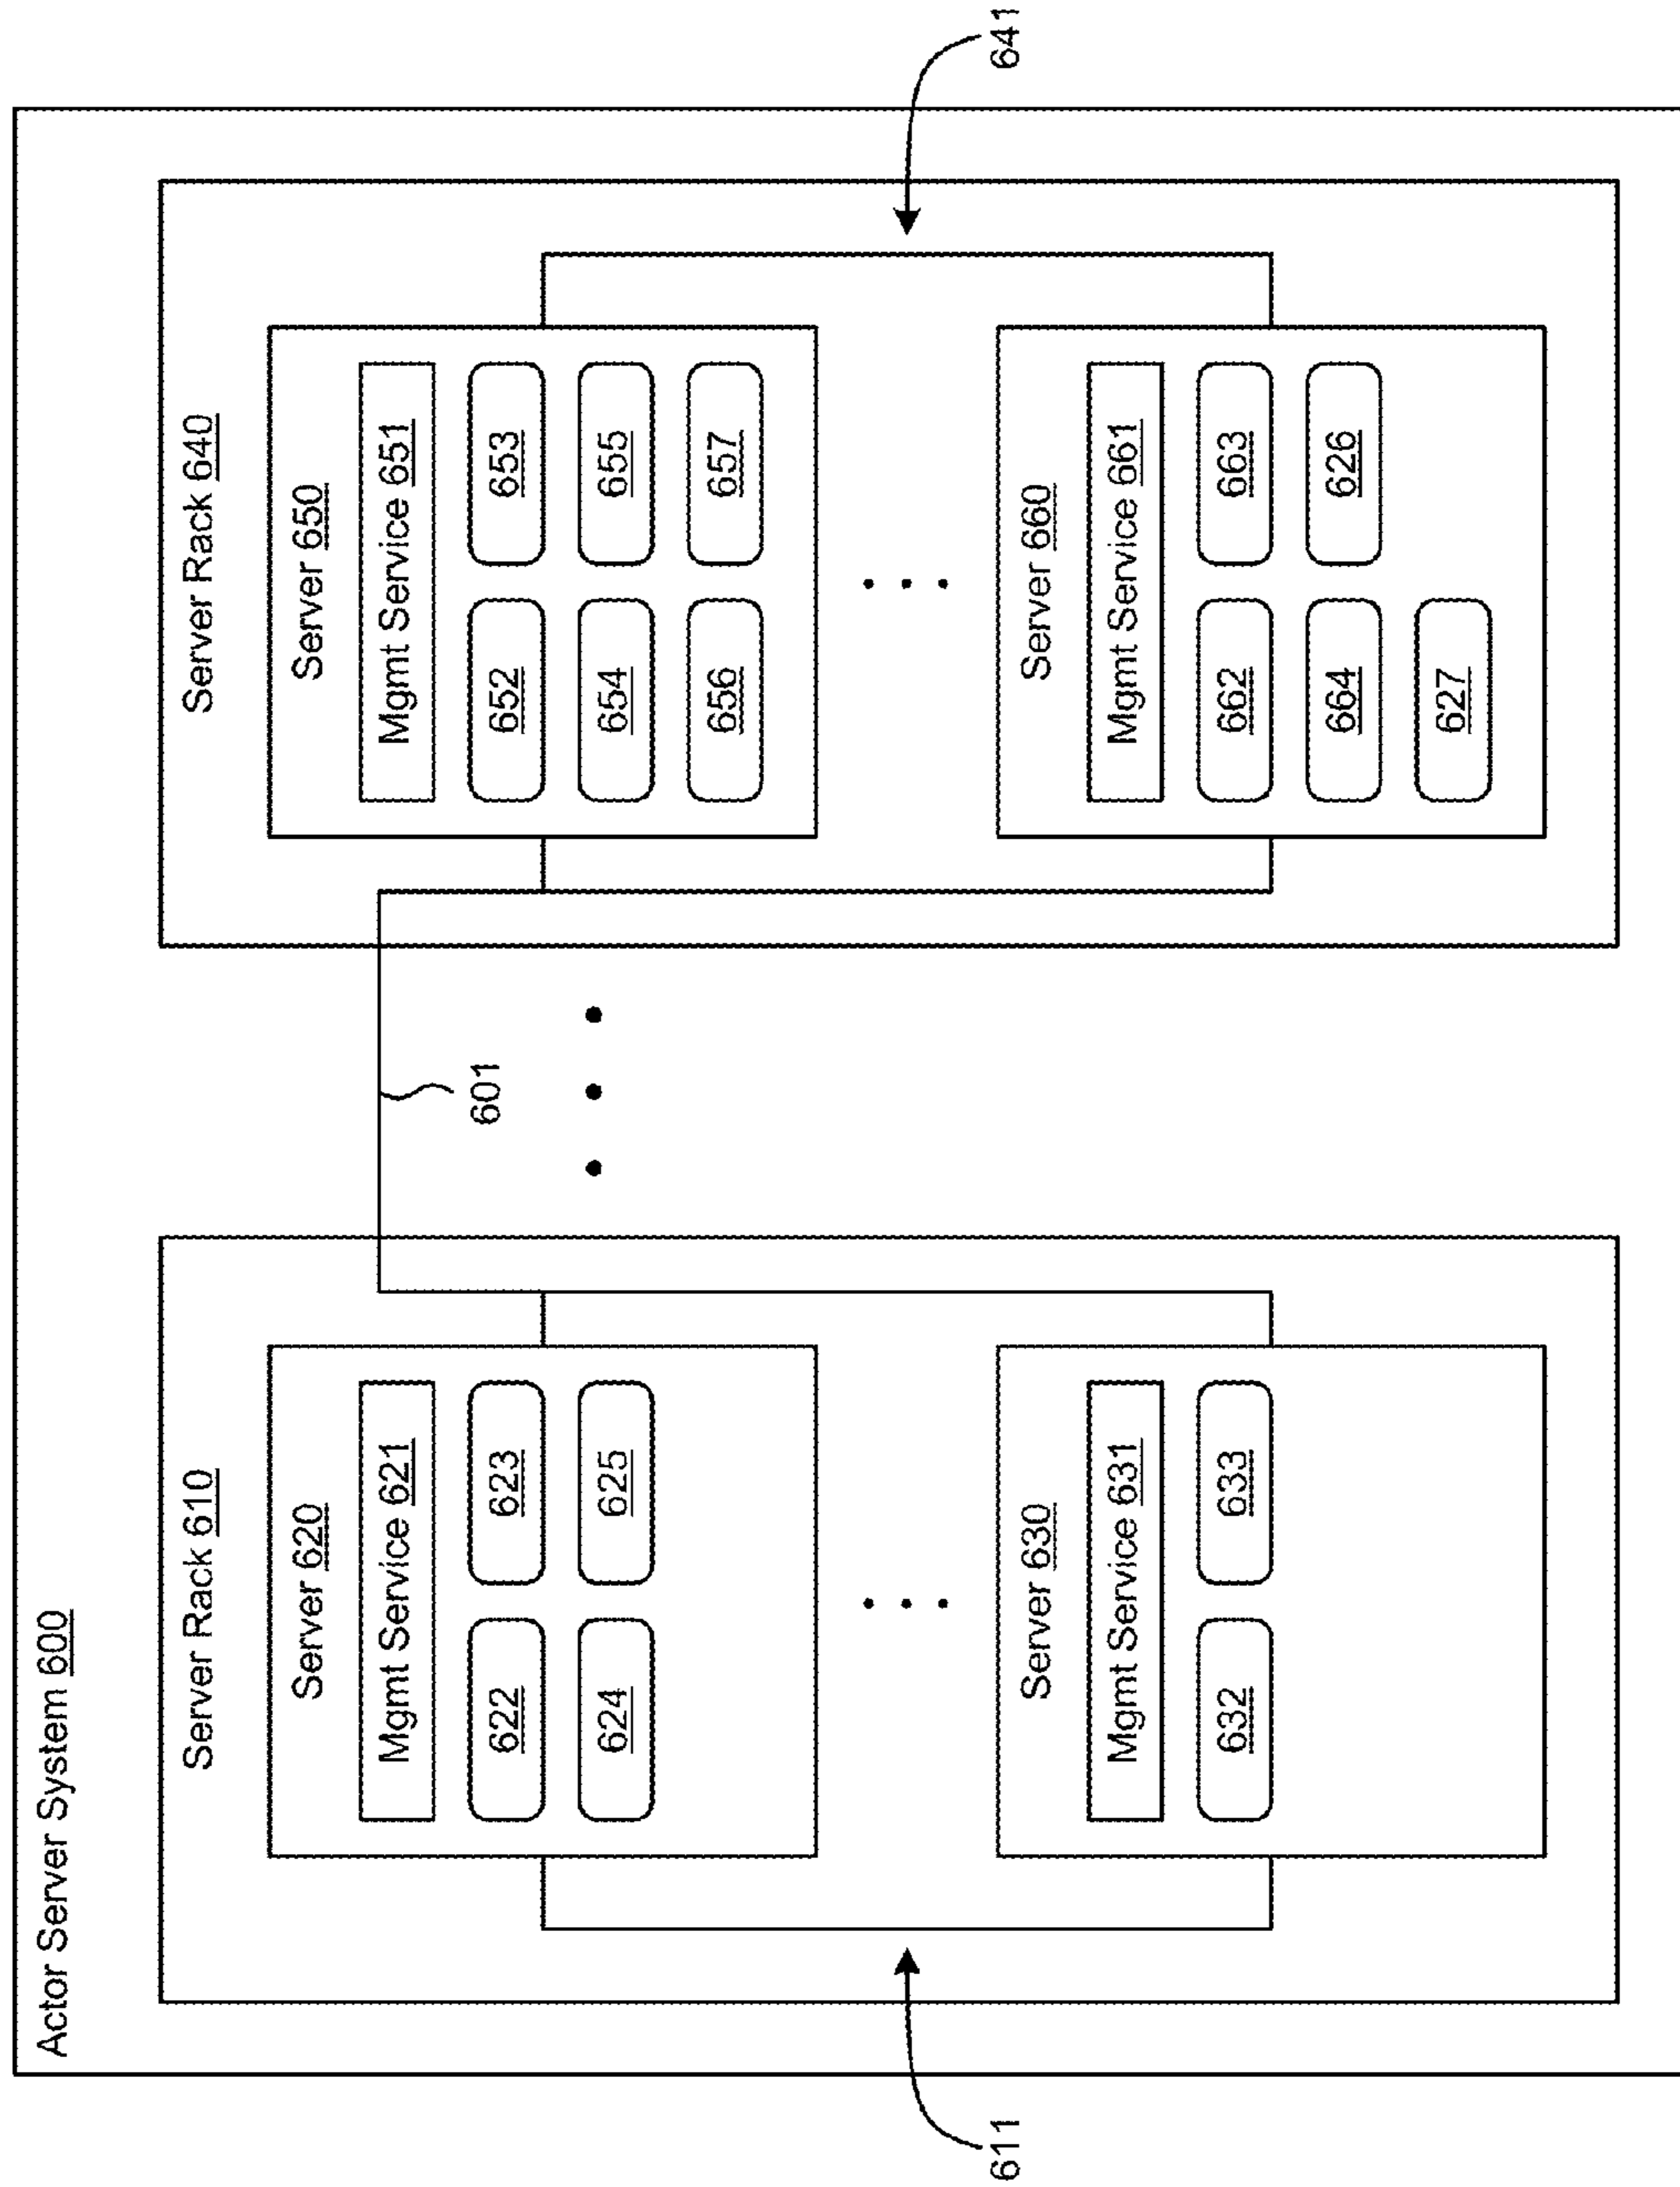 Actor Server System 600
Server Rack 610
Server 620
Mgmt Service 621
622 623
624 625
Server 630
Mgmt Service 631
632 633
611
601
Server Rack 640
Server 650
Mgmt Service 651
652 653
654 655
656 657
Server 660
Mgmt Service 661
662 663
664 626
627
641